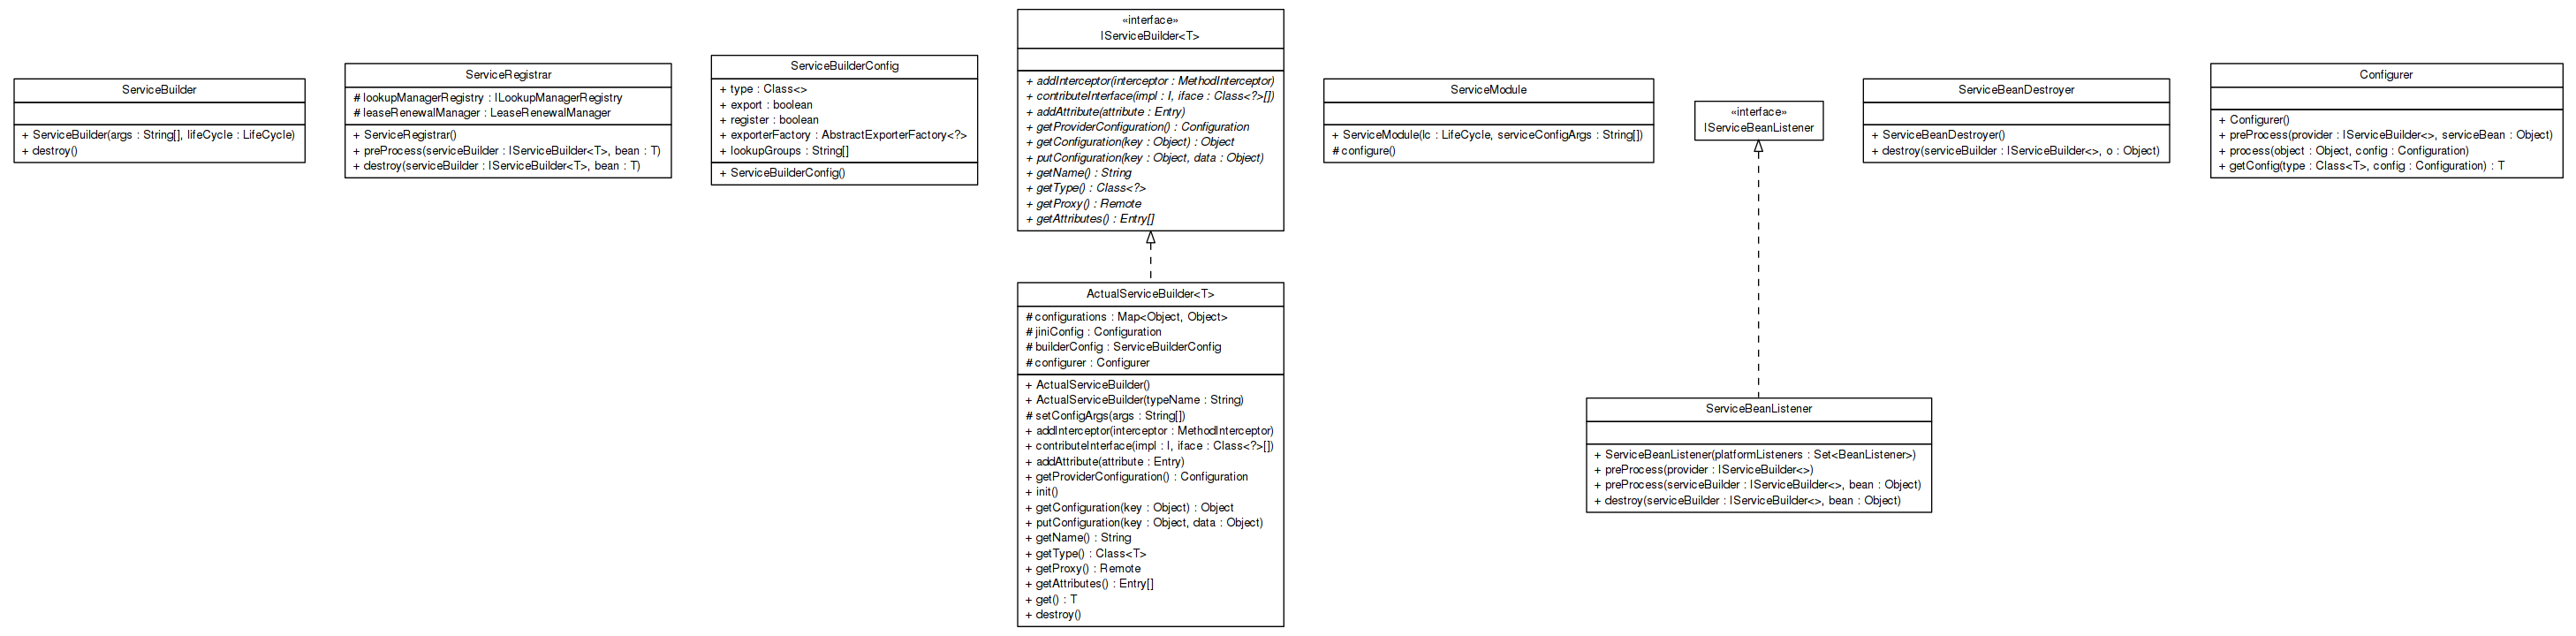 ServiceBuilder
+ ServiceBuilder(args : String[], lifeCycle : LifeCycle)
+ destroy()
ServiceRegistrar
# lookupManagerRegistry : ILookupManagerRegistry
# leaseRenewalManager : LeaseRenewalManager
+ ServiceRegistrar()
+ preProcess(serviceBuilder : IServiceBuilder<T>, bean : T)
+ destroy(serviceBuilder : IServiceBuilder<T>, bean : T)
ServiceBuilderConfig
+ type : Class<>
+ export : boolean
+ register : boolean
+ exporterFactory : AbstractExporterFactory<?>
+ lookupGroups : String[]
+ ServiceBuilderConfig()
«interface»
IServiceBuilder<T>
+ addInterceptor(interceptor : MethodInterceptor)
+ contributeInterface(impl : I, iface : Class<?>[])
+ addAttribute(attribute : Entry)
+ getProviderConfiguration() : Configuration
+ getConfiguration(key : Object) : Object
+ putConfiguration(key : Object, data : Object)
+ getName() : String
+ getType() : Class<?>
+ getProxy() : Remote
+ getAttributes() : Entry[]
ActualServiceBuilder<T>
# configurations : Map<Object, Object>
# jiniConfig : Configuration
# builderConfig : ServiceBuilderConfig
# configurer : Configurer
+ ActualServiceBuilder()
+ ActualServiceBuilder(typeName : String)
# setConfigArgs(args : String[])
+ addInterceptor(interceptor : MethodInterceptor)
+ contributeInterface(impl : I, iface : Class<?>[])
+ addAttribute(attribute : Entry)
+ getProviderConfiguration() : Configuration
+ init()
+ getConfiguration(key : Object) : Object
+ putConfiguration(key : Object, data : Object)
+ getName() : String
+ getType() : Class<T>
+ getProxy() : Remote
+ getAttributes() : Entry[]
+ get() : T
+ destroy()
ServiceModule
+ ServiceModule(lc : LifeCycle, serviceConfigArgs : String[])
# configure()
«interface»
IServiceBeanListener
ServiceBeanListener
+ ServiceBeanListener(platformListeners : Set<BeanListener>)
+ preProcess(provider : IServiceBuilder<>)
+ preProcess(serviceBuilder : IServiceBuilder<>, bean : Object)
+ destroy(serviceBuilder : IServiceBuilder<>, bean : Object)
ServiceBeanDestroyer
+ ServiceBeanDestroyer()
+ destroy(serviceBuilder : IServiceBuilder<>, o : Object)
Configurer
+ Configurer()
+ preProcess(provider : IServiceBuilder<>, serviceBean : Object)
+ process(object : Object, config : Configuration)
+ getConfig(type : Class<T>, config : Configuration) : T